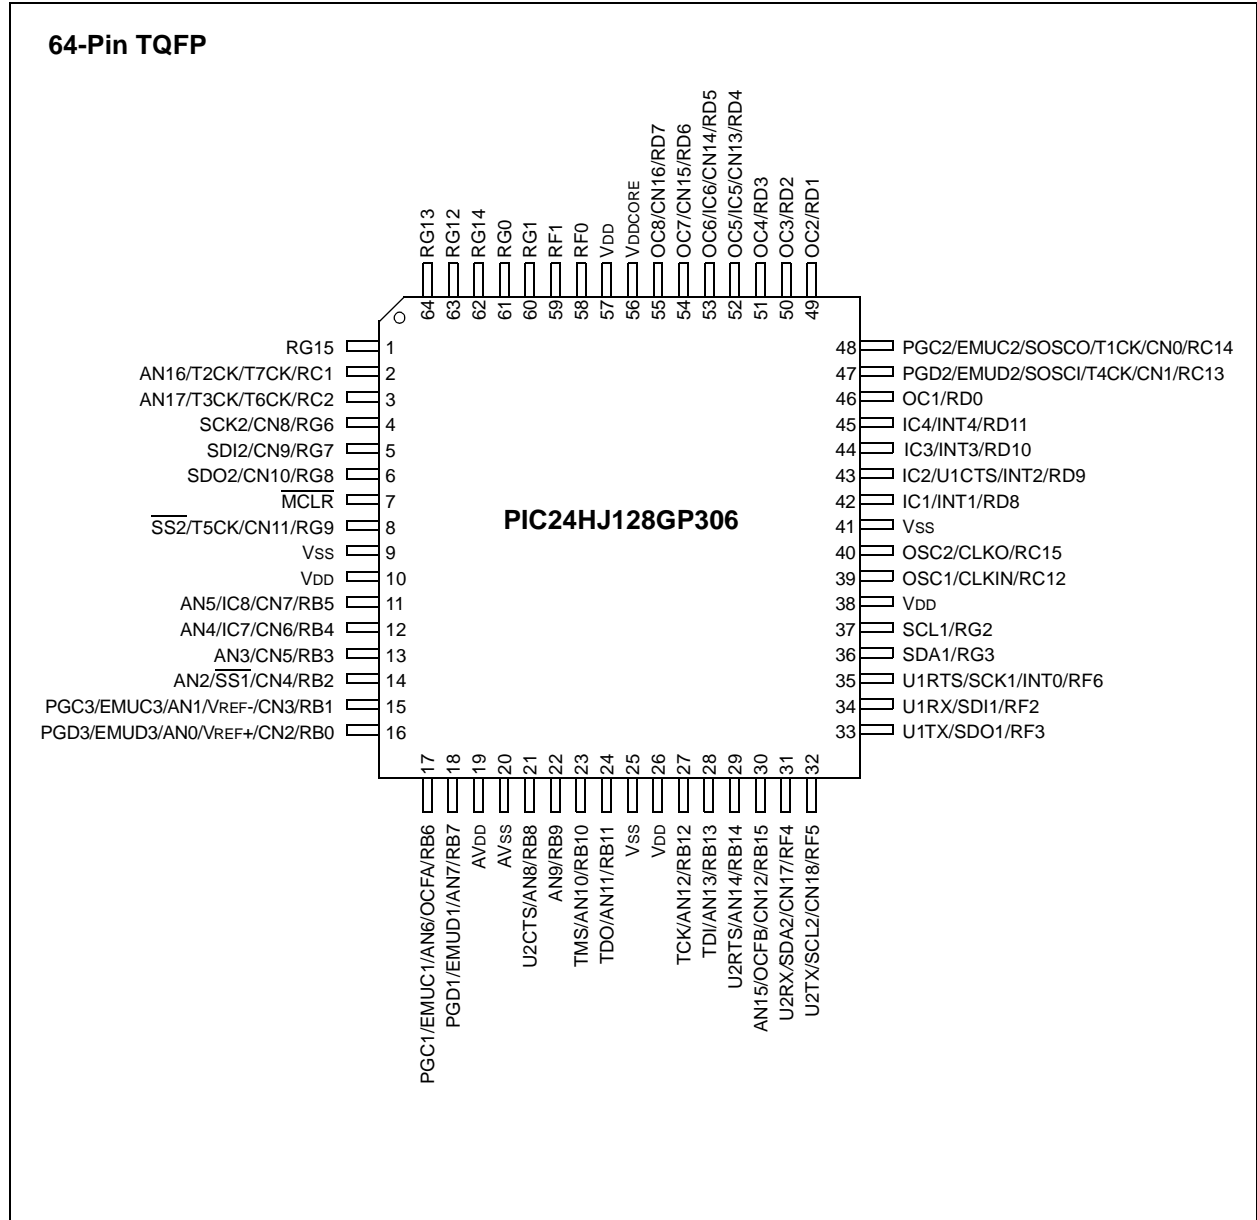 64-Pin TQFP
RG13
RG12
RG14
RG0
RG1
RF1
RF0
VDD
VDDCORE
OC8/CN16/RD7
OC7/CN15/RD6
OC6/IC6/CN14/RD5
OC5/IC5/CN13/RD4
OC4/RD3
OC3/RD2
OC2/RD1
64
63
62
61
60
59
58
57
56
55
54
53
52
51
50
49
RG15 1
AN16/T2CK/T7CK/RC1 2
AN17/T3CK/T6CK/RC2 3
SCK2/CN8/RG6 4
SDI2/CN9/RG7 5
SDO2/CN10/RG8 6
MCLR 7
SS2/T5CK/CN11/RG9 8
VSS 9
VDD 10
AN5/IC8/CN7/RB5 11
AN4/IC7/CN6/RB4 12
AN3/CN5/RB3 13
AN2/SS1/CN4/RB2 14
PGC3/EMUC3/AN1/VREF-/CN3/RB1 15
PGD3/EMUD3/AN0/VREF+/CN2/RB0 16
PIC24HJ128GP306
48 PGC2/EMUC2/SOSCO/T1CK/CN0/RC14
47 PGD2/EMUD2/SOSCI/T4CK/CN1/RC13
46 OC1/RD0
45 IC4/INT4/RD11
44 IC3/INT3/RD10
43 IC2/U1CTS/INT2/RD9
42 IC1/INT1/RD8
41 VSS
40 OSC2/CLKO/RC15
39 OSC1/CLKIN/RC12
38 VDD
37 SCL1/RG2
36 SDA1/RG3
35 U1RTS/SCK1/INT0/RF6
34 U1RX/SDI1/RF2
33 U1TX/SDO1/RF3
17
18
19
20
21
22
23
24
25
26
27
28
29
30
31
32
PGC1/EMUC1/AN6/OCFA/RB6
PGD1/EMUD1/AN7/RB7
AVDD
AVSS
U2CTS/AN8/RB8
AN9/RB9
TMS/AN10/RB10
TDO/AN11/RB11
VSS
VDD
TCK/AN12/RB12
TDI/AN13/RB13
U2RTS/AN14/RB14
AN15/OCFB/CN12/RB15
U2RX/SDA2/CN17/RF4
U2TX/SCL2/CN18/RF5